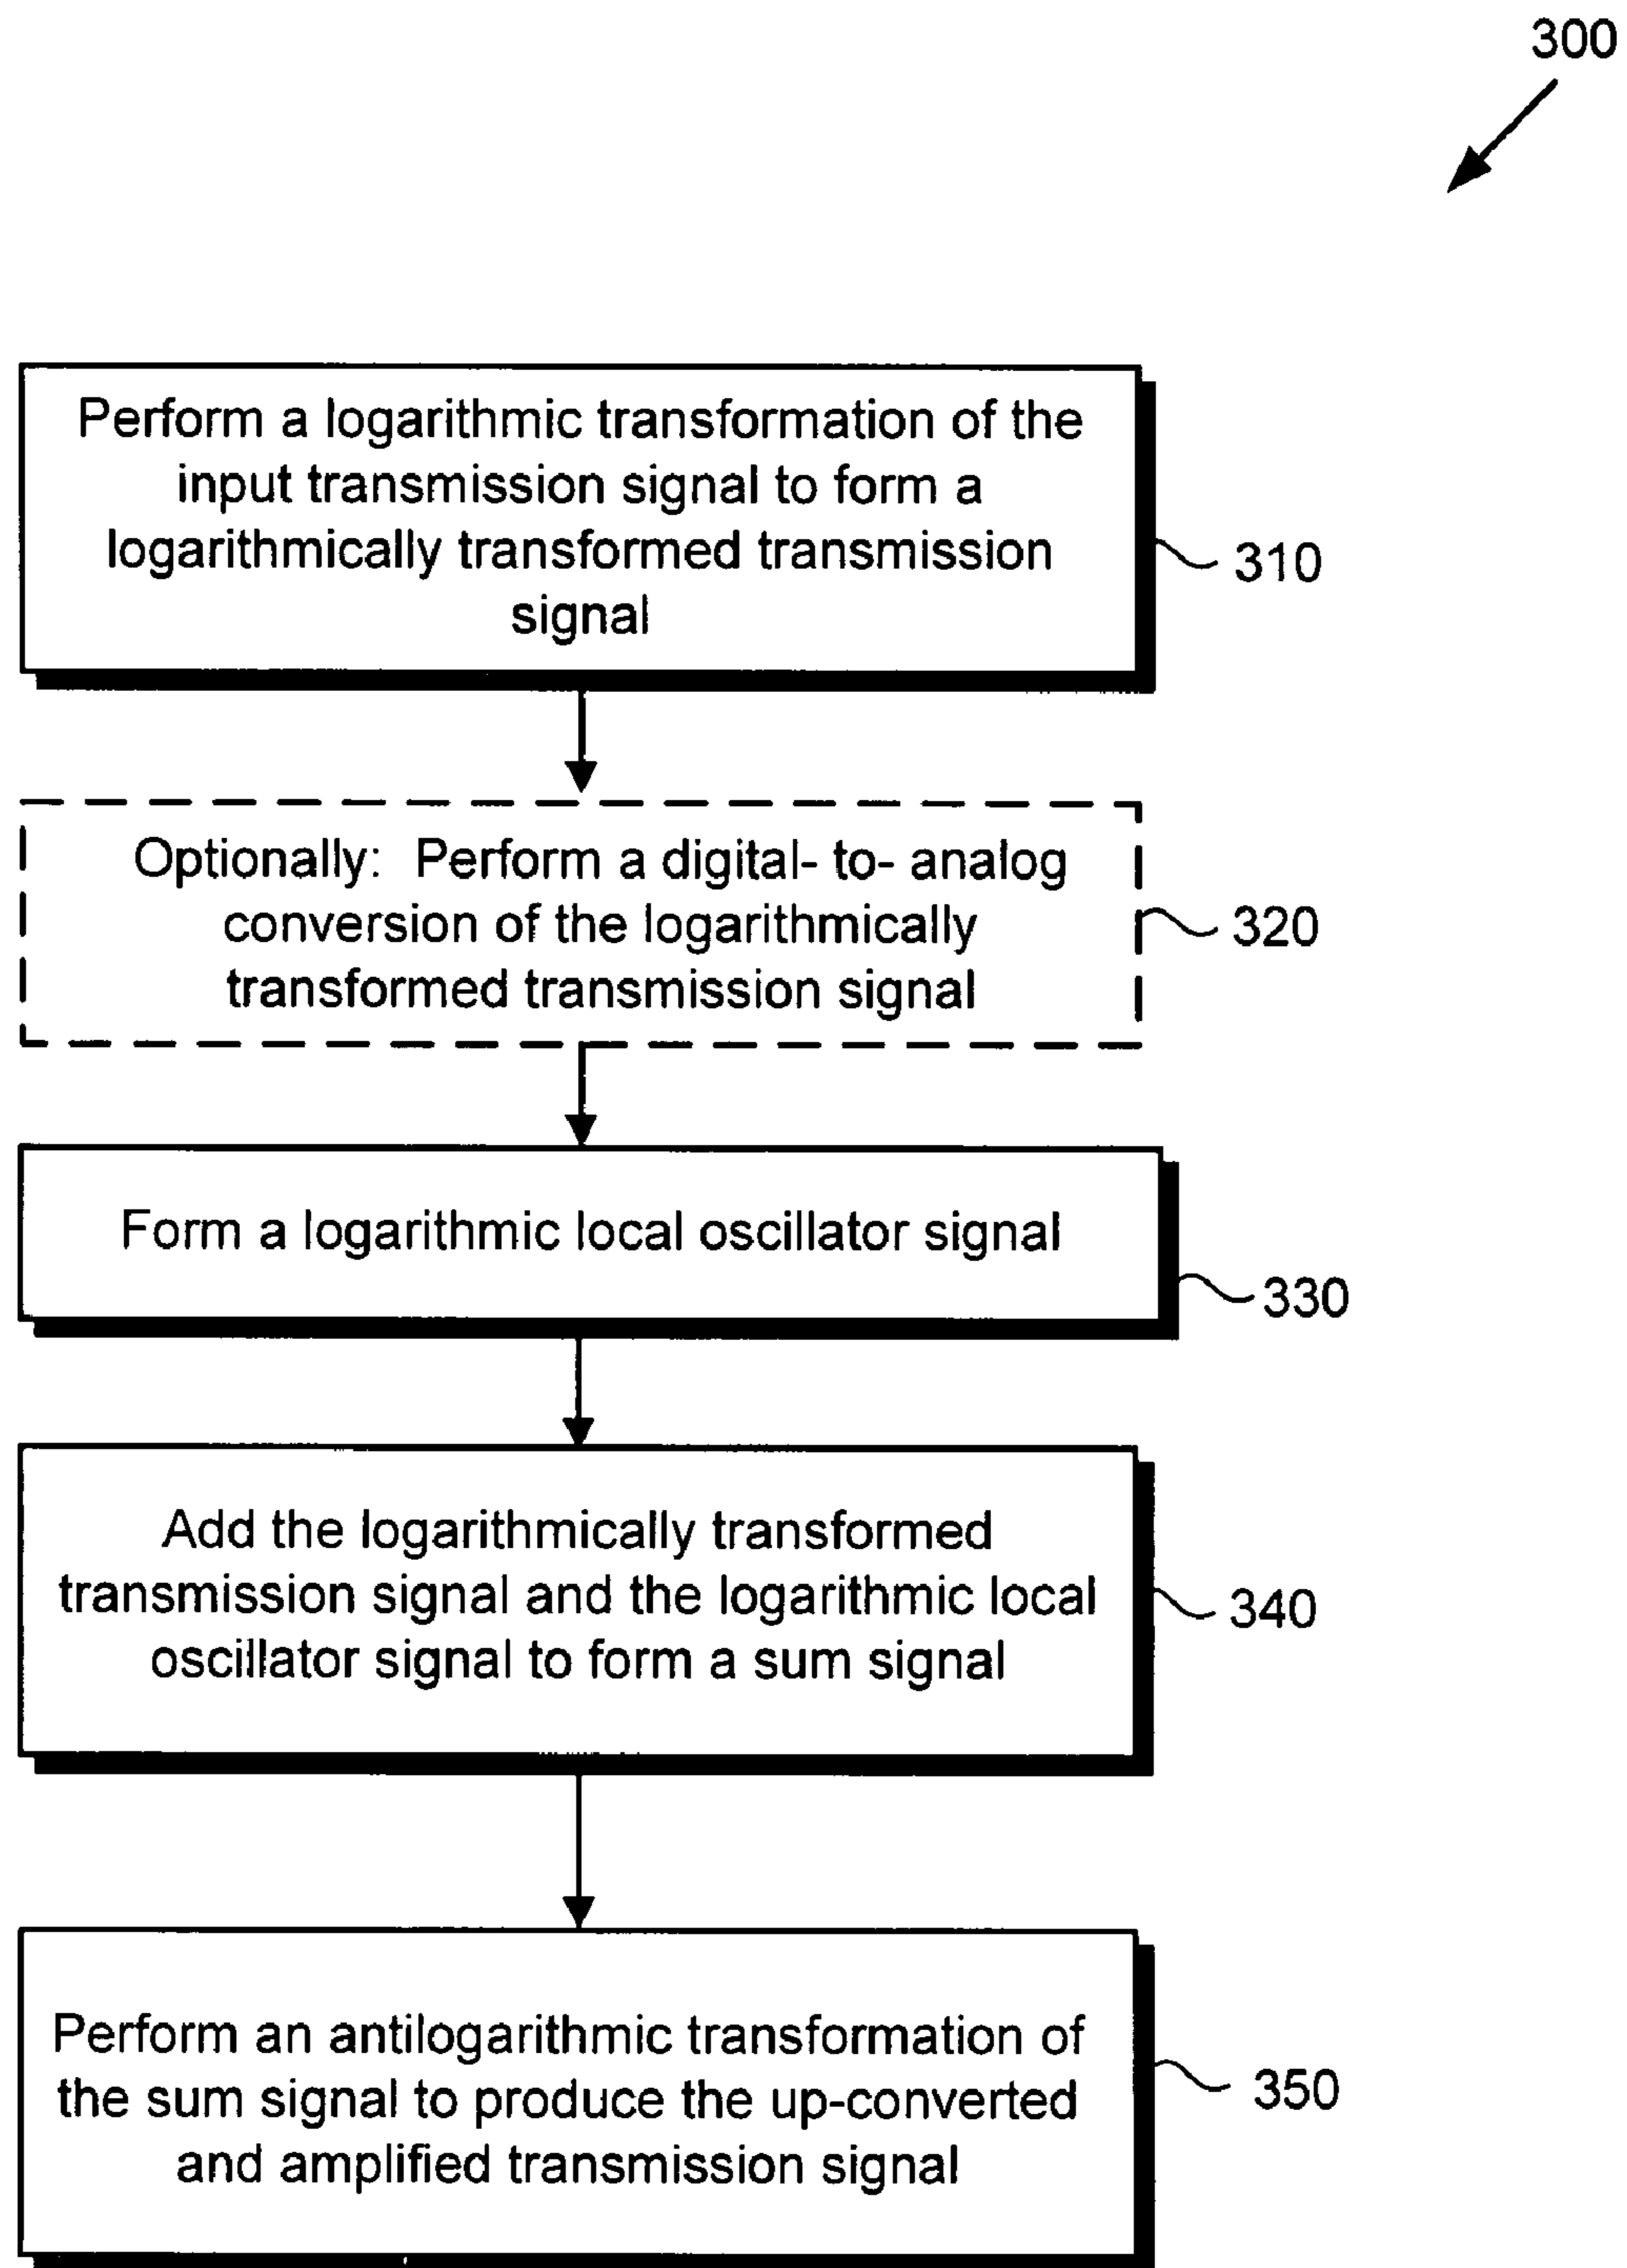 300
Perform a logarithmic transformation of the
input transmission signal to form a
logarithmically transformed transmission
signal
310
Optionally: Perform a digital- to- analog
conversion of the logarithmically
transformed transmission signal
320
Form a logarithmic local oscillator signal
330
Add the logarithmically transformed
transmission signal and the logarithmic local
oscillator signal to form a sum signal
340
Perform an antilogarithmic transformation of
the sum signal to produce the up-converted
and amplified transmission signal
350